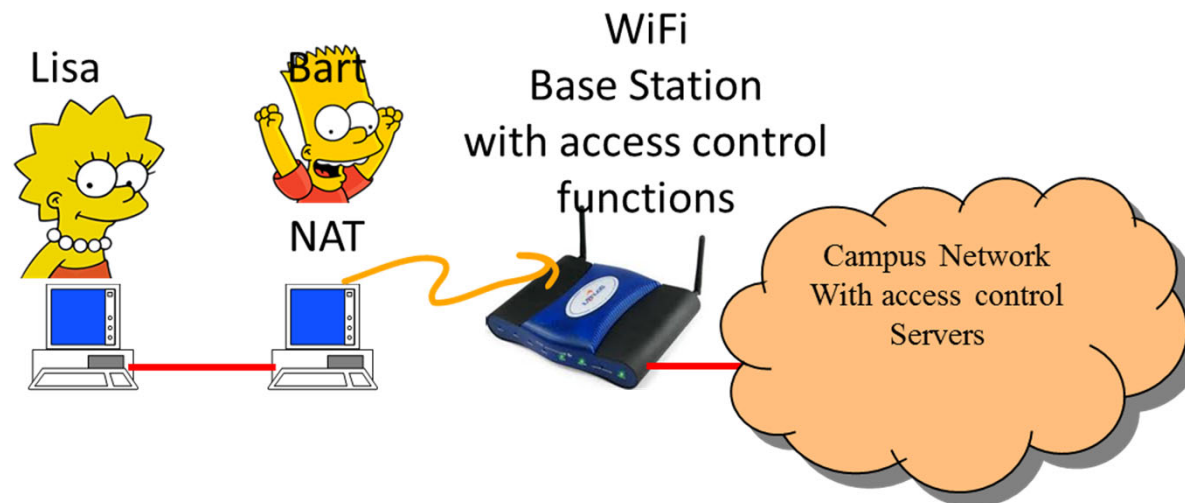 Lisa
Bart
NAT
WiFi
Base Station
with access control
functions
Campus Network
With access control
Servers